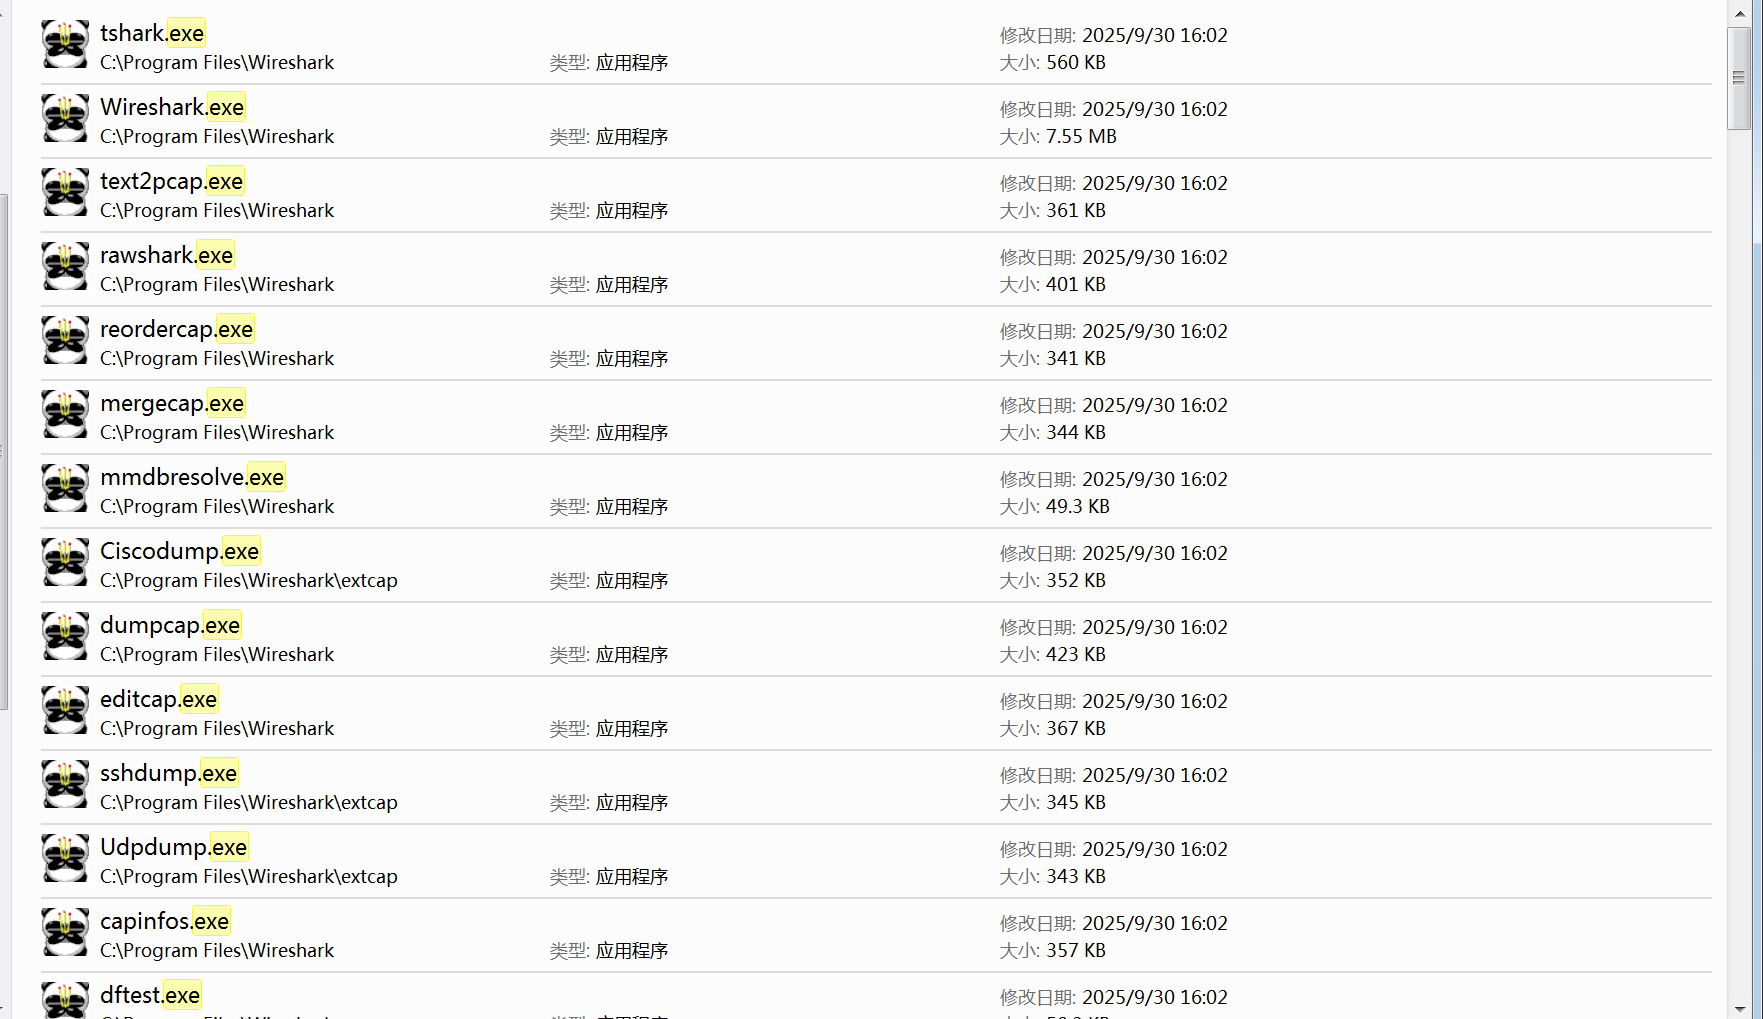 tshark.exe
修改日期: 2025/9/30 16:02
C:\Program Files\Wireshark
类型: 应用程序
大小: 560 KB
Wireshark.exe
修改日期: 2025/9/30 16:02
C:\Program Files\Wireshark
类型: 应用程序
大小: 7.55 MB
text2pcap.exe
修改日期: 2025/9/30 16:02
C:\Program Files\Wireshark
类型: 应用程序
大小: 361 KB
rawshark.exe
修改日期: 2025/9/30 16:02
C:\Program Files\Wireshark
类型: 应用程序
大小: 401 KB
reordercap.exe
修改日期: 2025/9/30 16:02
C:\Program Files\Wireshark
类型: 应用程序
大小: 341 KB
mergecap.exe
修改日期: 2025/9/30 16:02
C:\Program Files\Wireshark
类型: 应用程序
大小: 344 KB
mmdbresolve.exe
修改日期: 2025/9/30 16:02
C:\Program Files\Wireshark
类型: 应用程序
大小: 49.3 KB
Ciscodump.exe
修改日期: 2025/9/30 16:02
C:\Program Files\Wireshark\extcap
类型: 应用程序
大小: 352 KB
dumpcap.exe
修改日期: 2025/9/30 16:02
C:\Program Files\Wireshark
类型: 应用程序
大小: 423 KB
editcap.exe
修改日期: 2025/9/30 16:02
C:\Program Files\Wireshark
类型: 应用程序
大小: 367 KB
sshdump.exe
修改日期: 2025/9/30 16:02
C:\Program Files\Wireshark\extcap
类型: 应用程序
大小: 345 KB
Udpdump.exe
修改日期: 2025/9/30 16:02
C:\Program Files\Wireshark\extcap
类型: 应用程序
大小: 343 KB
capinfos.exe
修改日期: 2025/9/30 16:02
C:\Program Files\Wireshark
类型: 应用程序
大小: 357 KB
dftest.exe
修改日期: 2025/9/30 16:02